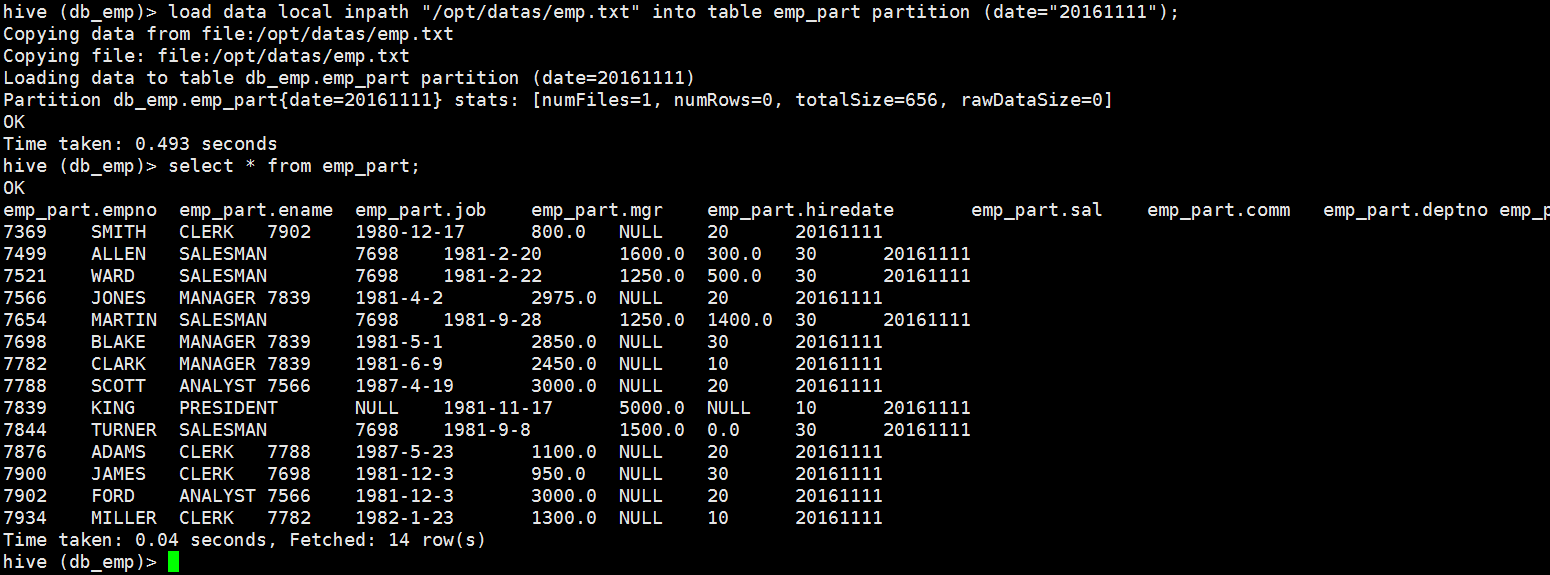 hive (db_emp)> load data local inpath "/opt/datas/emp.txt" into table emp_part partition (date="20161111");
Copying data from file:/opt/datas/emp.txt
Copying file: file:/opt/datas/emp.txt
Loading data to table db_emp.emp_part partition (date=20161111)
Partition db_emp.emp_part{date=20161111} stats: [numFiles=1, numRows=0, totalSize=656, rawDataSize=0]
OK
Time taken: 0.493 seconds
hive (db_emp)> select * from emp_part;
OK
emp_part.empno  emp_part.ename  emp_part.job    emp_part.mgr    emp_part.hiredate       emp_part.sal    emp_part.comm   emp_part.deptno emp_p
7369    SMITH   CLERK   7902    1980-12-17      800.0   NULL    20      20161111
7499    ALLEN   SALESMAN        7698    1981-2-20       1600.0  300.0   30      20161111
7521    WARD    SALESMAN        7698    1981-2-22       1250.0  500.0   30      20161111
7566    JONES   MANAGER 7839    1981-4-2        2975.0  NULL    20      20161111
7654    MARTIN  SALESMAN        7698    1981-9-28       1250.0  1400.0  30      20161111
7698    BLAKE   MANAGER 7839    1981-5-1        2850.0  NULL    30      20161111
7782    CLARK   MANAGER 7839    1981-6-9        2450.0  NULL    10      20161111
7788    SCOTT   ANALYST 7566    1987-4-19       3000.0  NULL    20      20161111
7839    KING    PRESIDENT       NULL    1981-11-17      5000.0  NULL    10      20161111
7844    TURNER  SALESMAN        7698    1981-9-8        1500.0  0.0     30      20161111
7876    ADAMS   CLERK   7788    1987-5-23       1100.0  NULL    20      20161111
7900    JAMES   CLERK   7698    1981-12-3       950.0   NULL    30      20161111
7902    FORD    ANALYST 7566    1981-12-3       3000.0  NULL    20      20161111
7934    MILLER  CLERK   7782    1982-1-23       1300.0  NULL    10      20161111
Time taken: 0.04 seconds, Fetched: 14 row(s)
hive (db_emp)>